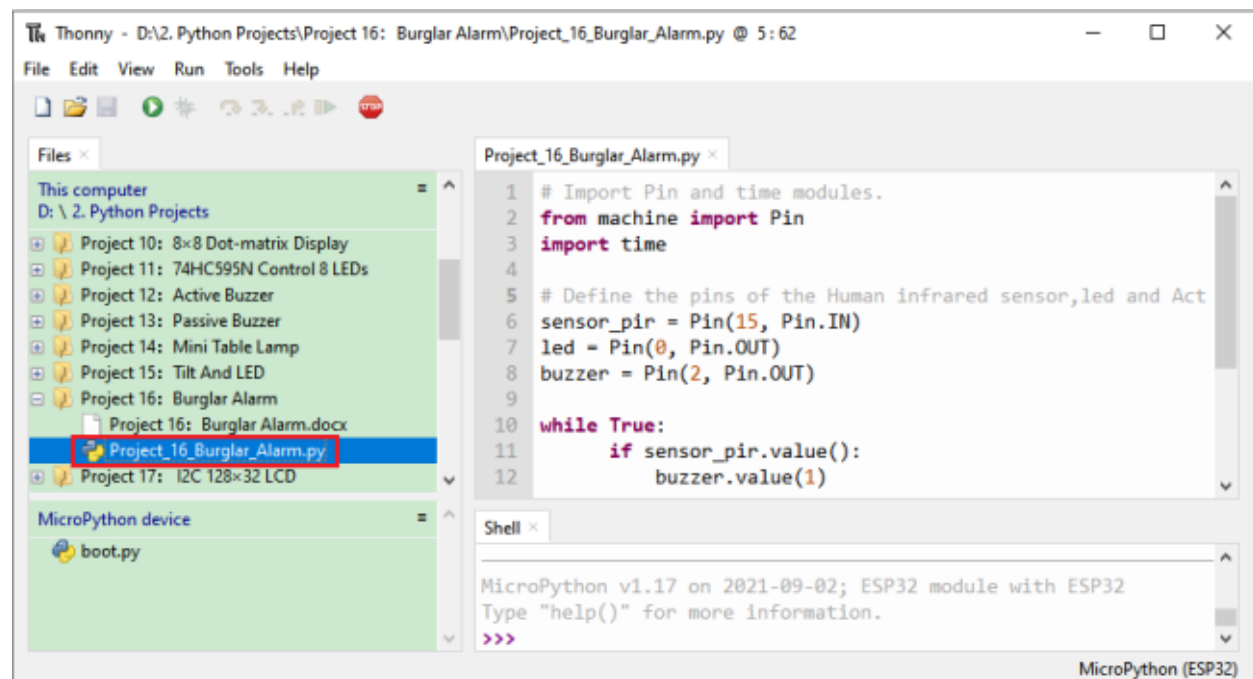 Thonny - D:\2. Python Projects\Project 16: Burglar Alarm\Project_16_Burglar_Alarm.py @ 5:62
File Edit View Run Tools Help
Files
This computer
D: \ 2. Python Projects
Project 10: 8×8 Dot-matrix Display
Project 11: 74HC595N Control 8 LEDs
Project 12: Active Buzzer
Project 13: Passive Buzzer
Project 14: Mini Table Lamp
Project 15: Tilt And LED
Project 16: Burglar Alarm
Project 16: Burglar Alarm.docx
Project_16_Burglar_Alarm.py
Project 17: I2C 128×32 LCD
MicroPython device
boot.py
Project_16_Burglar_Alarm.py
1 # Import Pin and time modules.
2 from machine import Pin
3 import time
4
5 # Define the pins of the Human infrared sensor,led and Act
6 sensor_pir = Pin(15, Pin.IN)
7 led = Pin(0, Pin.OUT)
8 buzzer = Pin(2, Pin.OUT)
9
10 while True:
11 if sensor_pir.value():
12 buzzer.value(1)
Shell
MicroPython v1.17 on 2021-09-02; ESP32 module with ESP32
Type "help()" for more information.
>>>
MicroPython (ESP32)